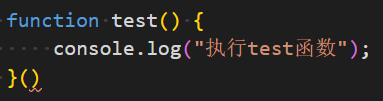 function test() {
    console.log("执行test函数");
}()